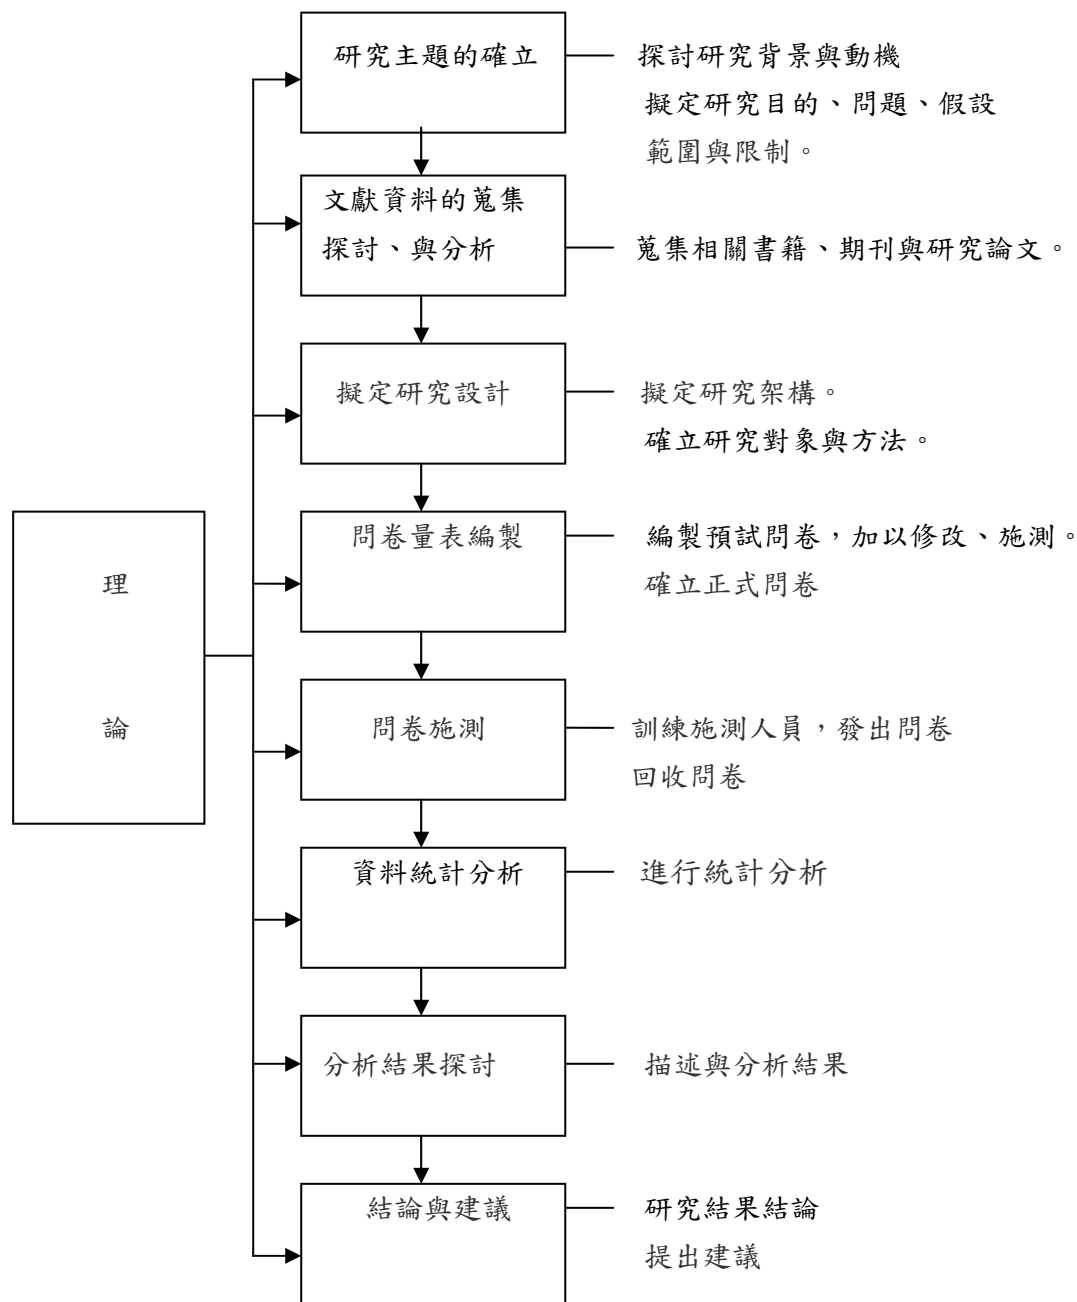 研究主題的確立
探討研究背景與動機
擬定研究目的、問題、假設
範圍與限制。
文獻資料的蒐集
探討、與分析
蒐集相關書籍、期刊與研究論文。
擬定研究設計
擬定研究架構。
確立研究對象與方法。
理
論
問卷量表編製
編製預試問卷，加以修改、施測。
確立正式問卷
問卷施測
訓練施測人員，發出問卷
回收問卷
資料統計分析
進行統計分析
分析結果探討
描述與分析結果
結論與建議
研究結果結論
提出建議